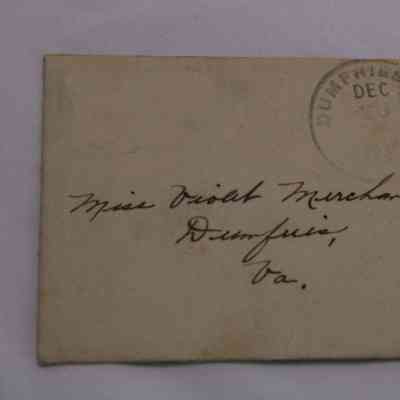 DUMFRIES
DEC
Miss Violet Merchan
Dumfries,
Va.